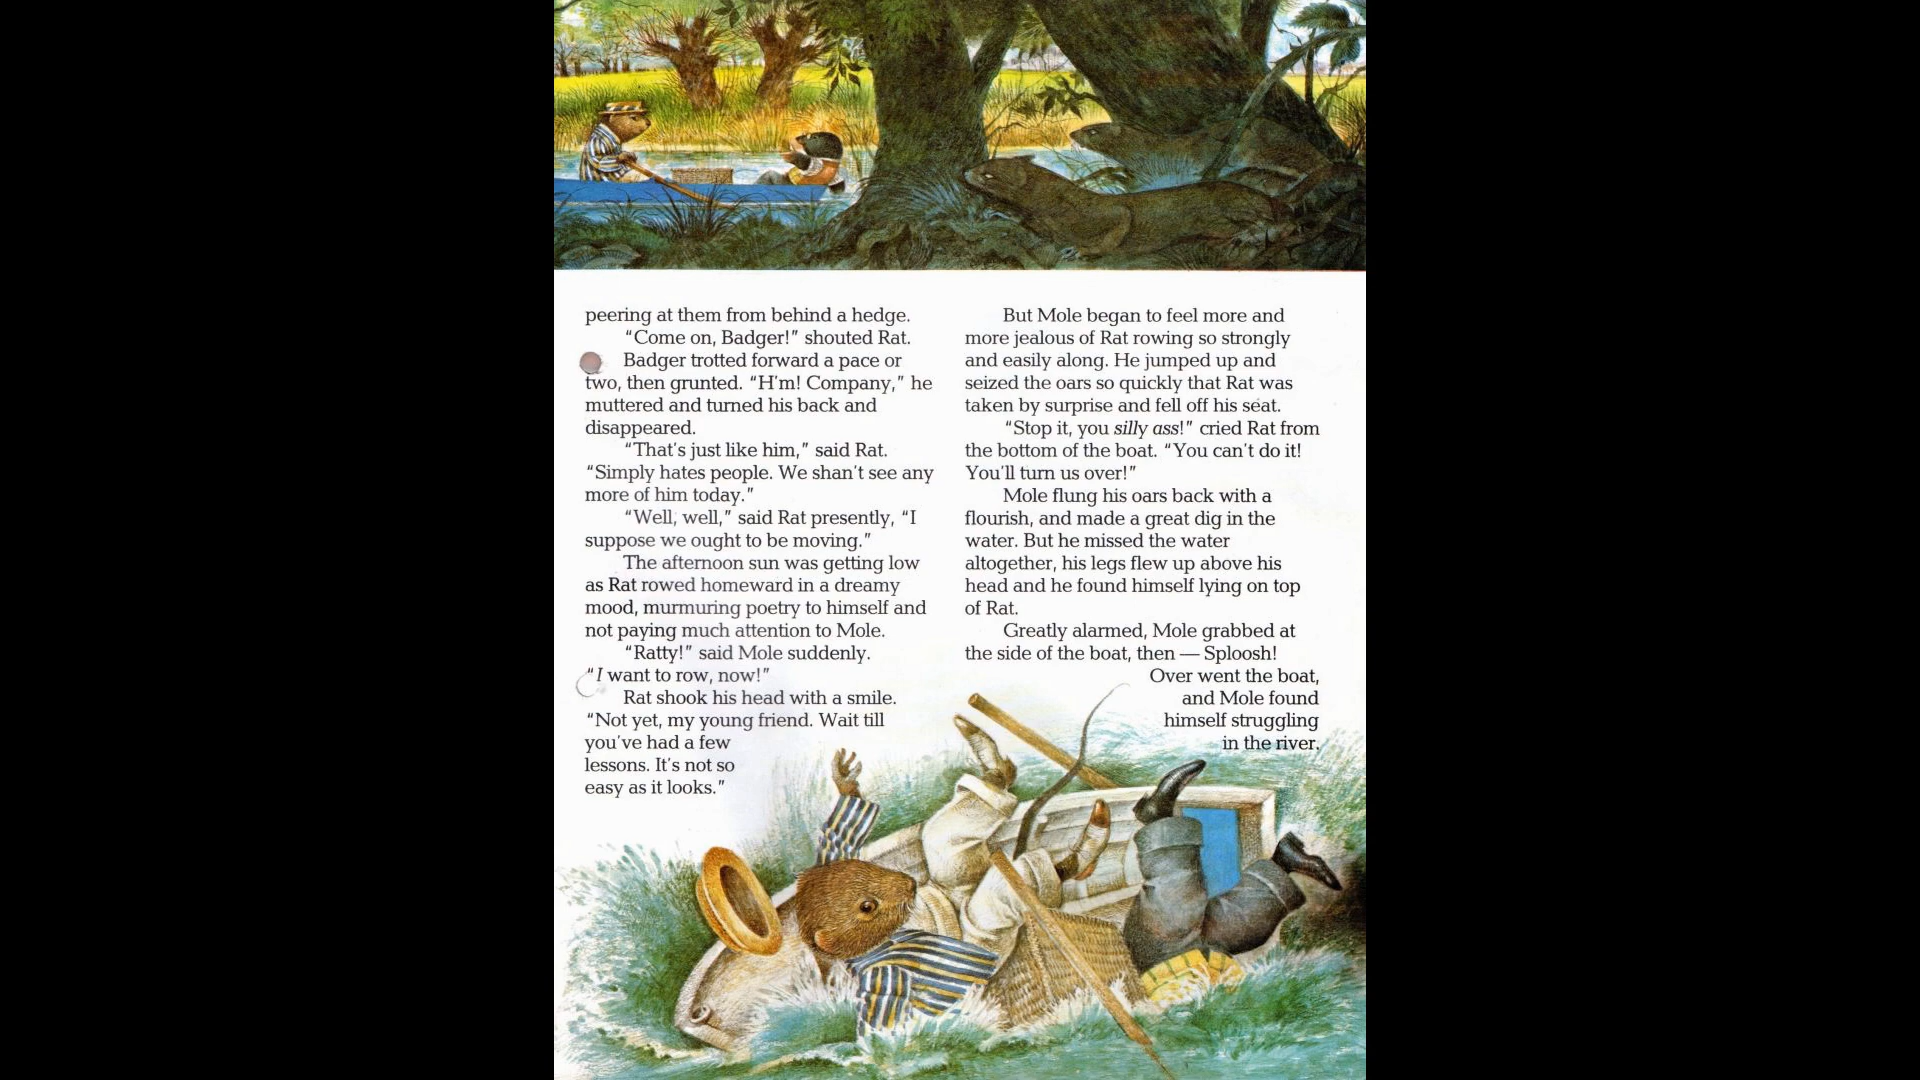 peering at them from behind a hedge.
“Come on, Badger!” shouted Rat.
Badger trotted forward a pace or
two, then grunted. “H’m! Company,” he
muttered and turned his back and
disappeared.
“That’s just like him,” said Rat.
“Simply hates people. We shan’t see any
more of him today.”
“Well, well,” said Rat presently, “I
suppose we ought to be moving.”
The afternoon sun was getting low
as Rat rowed homeward in a dreamy
mood, murmuring poetry to himself and
not paying much attention to Mole.
“Ratty!” said Mole suddenly.
“I want to row, now!”
Rat shook his head with a smile.
“Not yet, my young friend. Wait till
you’ve had a few
lessons. It’s not so
easy as it looks.”
But Mole began to feel more and
more jealous of Rat rowing so strongly
and easily along. He jumped up and
seized the oars so quickly that Rat was
taken by surprise and fell off his seat.
“Stop it, you silly ass!” cried Rat from
the bottom of the boat. “You can’t do it!
You’ll turn us over!”
Mole flung his oars back with a
flourish, and made a great dig in the
water. But he missed the water
altogether, his legs flew up above his
head and he found himself lying on top
of Rat.
Greatly alarmed, Mole grabbed at
the side of the boat, then — Sploosh!
Over went the boat,
and Mole found
himself struggling
in the river.